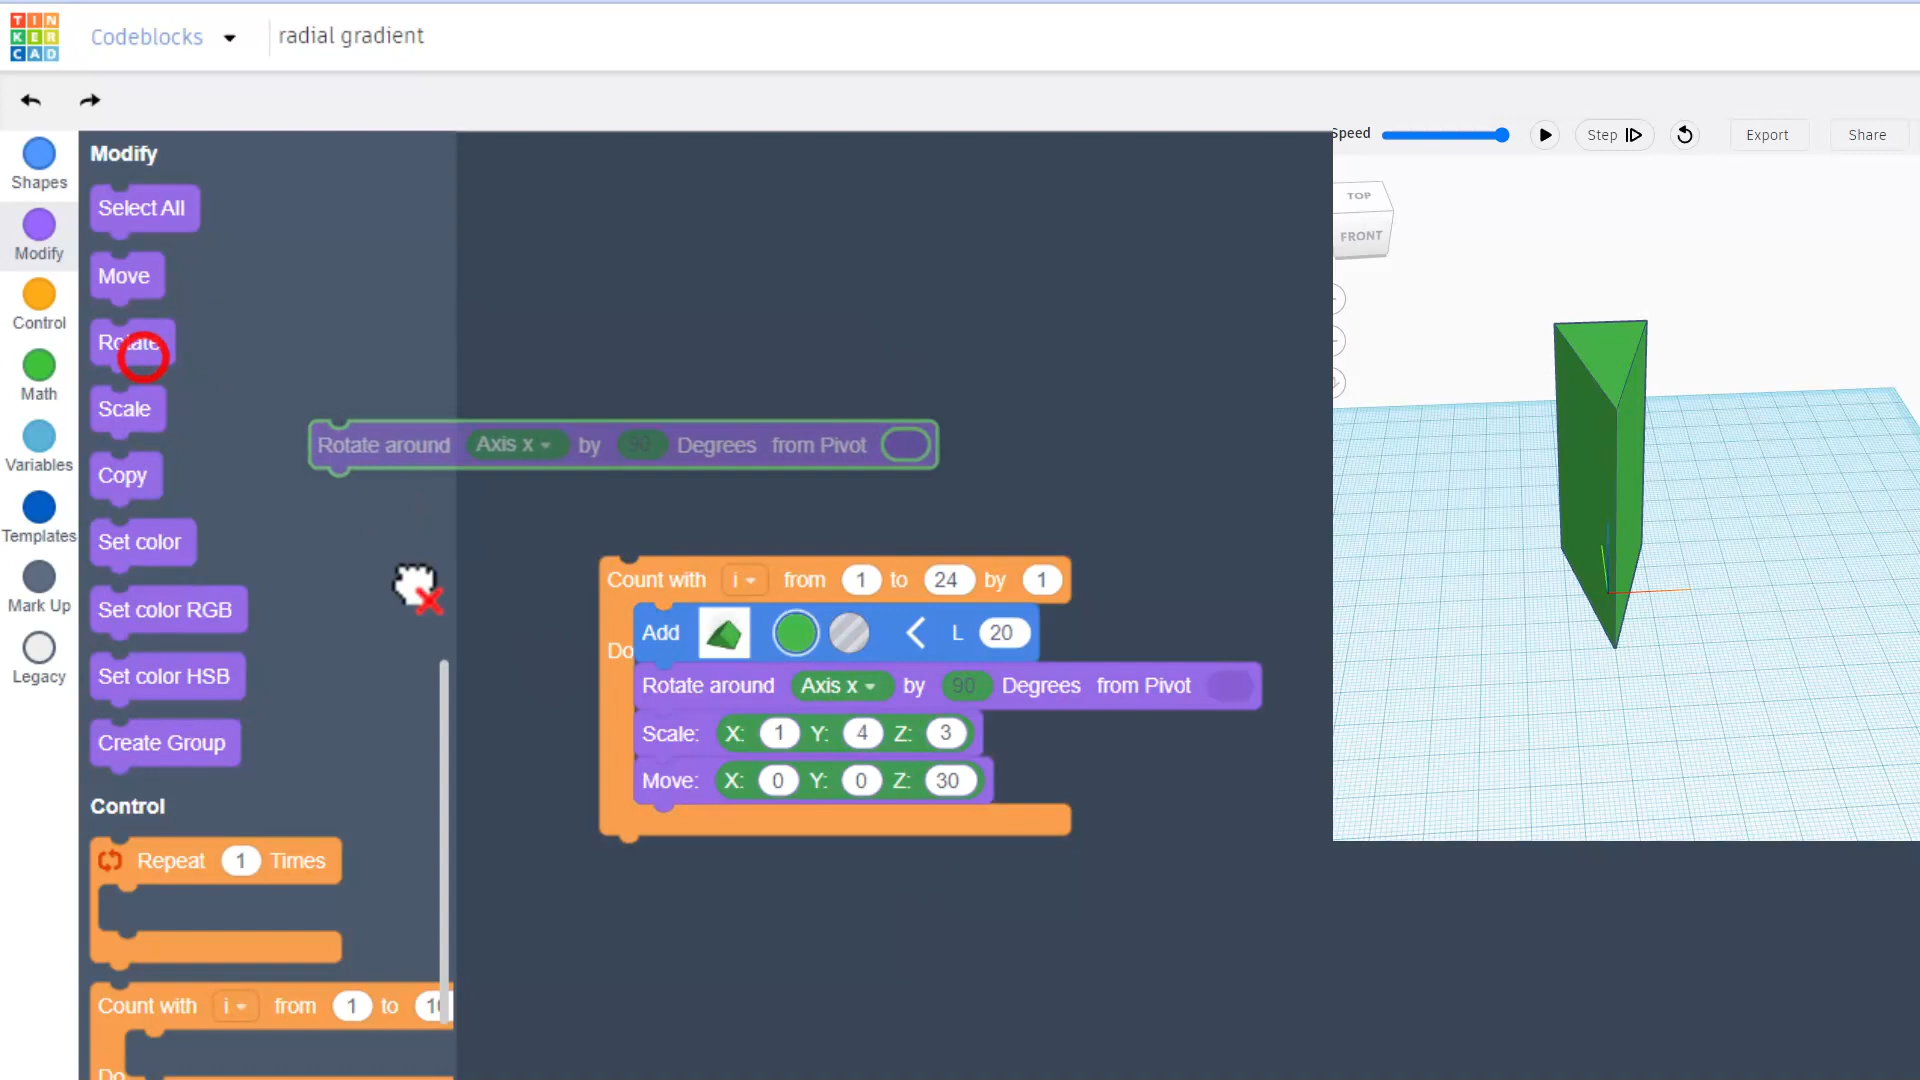 TIN
KER
CAD
Codeblocks
radial gradient
Speed
Step
Export
Share
Shapes
Modify
Control
Math
Variables
Templates
Mark Up
Legacy
Modify
Select All
Move
Rotate
Scale
Copy
Set color
Set color RGB
Set color HSB
Create Group
Control
Repeat 1 Times
Count with i from 1 to
Do
Rotate around Axis x by 90 Degrees from Pivot
Count with i from 1 to 24 by 1
Do
Add L 20
Rotate around Axis x by 90 Degrees from Pivot
Scale: X: 1 Y: 4 Z: 3
Move: X: 0 Y: 0 Z: 30
TOP
FRONT